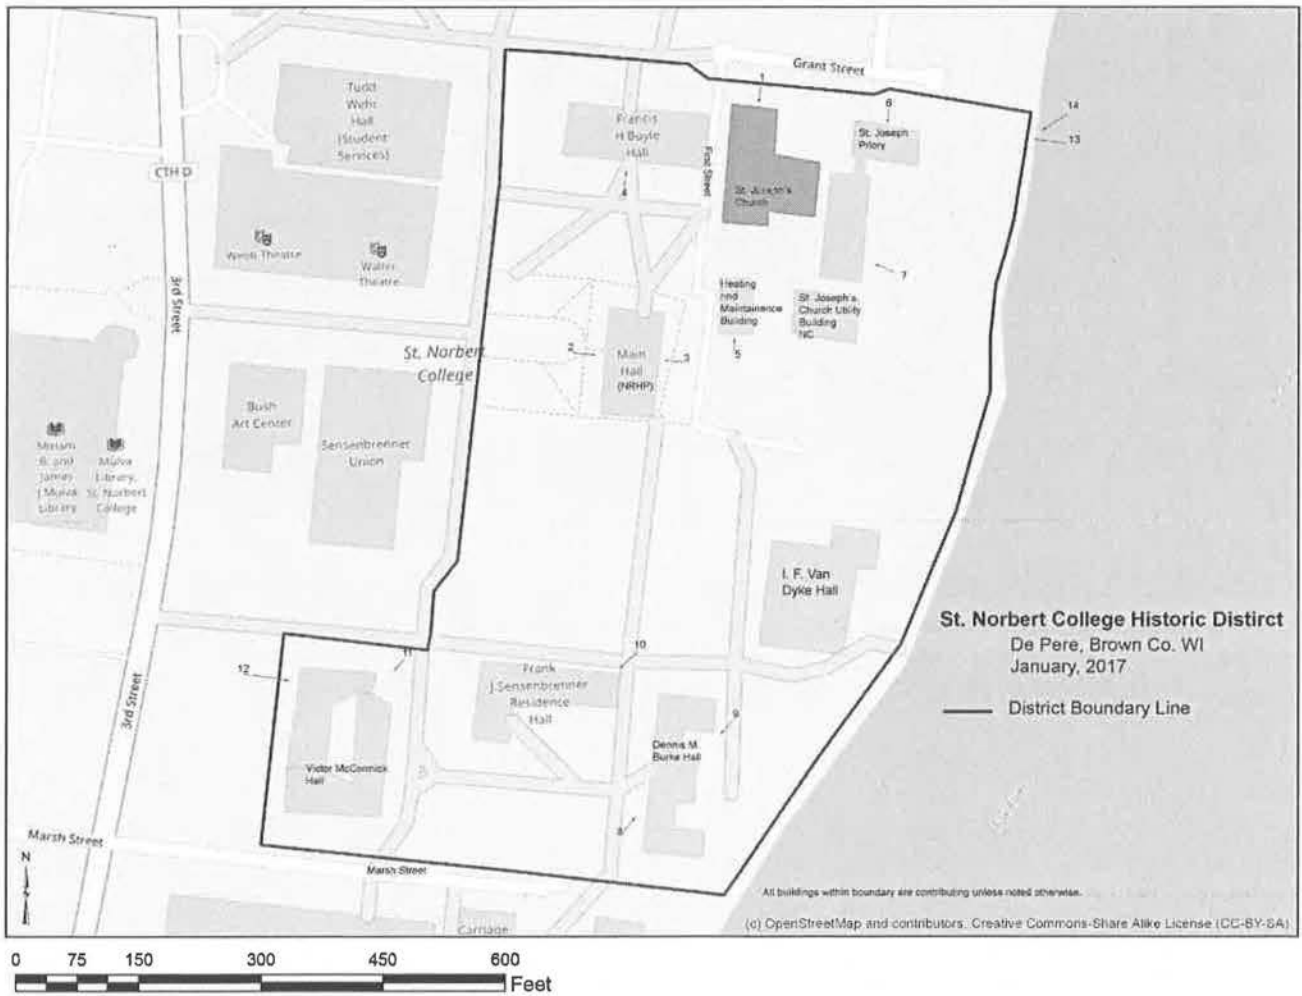 Grant Street
1
14
6
13
Tudd
Wehr
Hall
(Student
Services)
Francis
H Boyle
Hall
St. Joseph
Priory
First Street
CTH D
4
St. Joseph's
Church
Webb Theatre
Walter
Theatre
7
3rd Street
Heating
and
Maintainence
Building
St. Joseph's
Church Utility
Building
NC
St. Norbert
College
2
Main
Hall
(NRHP)
3
5
Bush
Art Center
Sensenbrenner
Union
Miriam
B. and
James
J Mulva
Library
Mulva
Library,
St. Norbert
College
I. F. Van
Dyke Hall
St. Norbert College Historic Distirct
De Pere, Brown Co. WI
January, 2017
District Boundary Line
10
11
12
Frank
J Sensenbrenner
Residence
Hall
3rd Street
9
Dennis M.
Burke Hall
Victor McCormick
Hall
8
Marsh Street
Marsh Street
N
All buildings within boundary are contributing unless noted otherwise.
Carriage
(c) OpenStreetMap and contributors, Creative Commons-Share Alike License (CC-BY-SA)
0 75 150 300 450 600
Feet